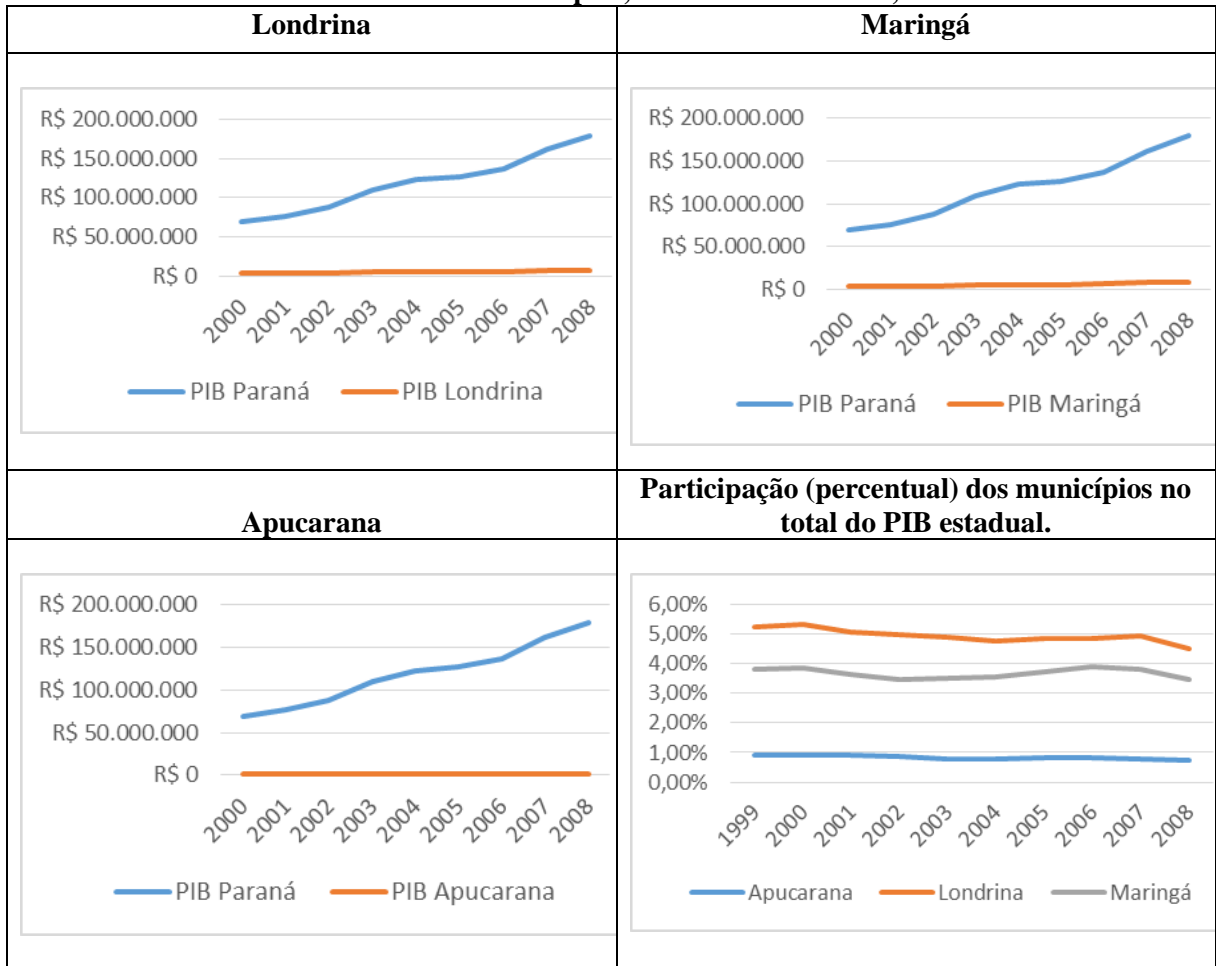 Londrina
Maringá
R$ 200.000.000
R$ 150.000.000
R$ 100.000.000
R$ 50.000.000
R$ 0
2000 2001 2002 2003 2004 2005 2006 2007 2008
PIB Paraná PIB Londrina
R$ 200.000.000
R$ 150.000.000
R$ 100.000.000
R$ 50.000.000
R$ 0
2000 2001 2002 2003 2004 2005 2006 2007 2008
PIB Paraná PIB Maringá
Apucarana
Participação (percentual) dos municípios no
total do PIB estadual.
R$ 200.000.000
R$ 150.000.000
R$ 100.000.000
R$ 50.000.000
R$ 0
2000 2001 2002 2003 2004 2005 2006 2007 2008
PIB Paraná PIB Apucarana
6,00%
5,00%
4,00%
3,00%
2,00%
1,00%
0,00%
1999 2000 2001 2002 2003 2004 2005 2006 2007 2008
Apucarana Londrina Maringá